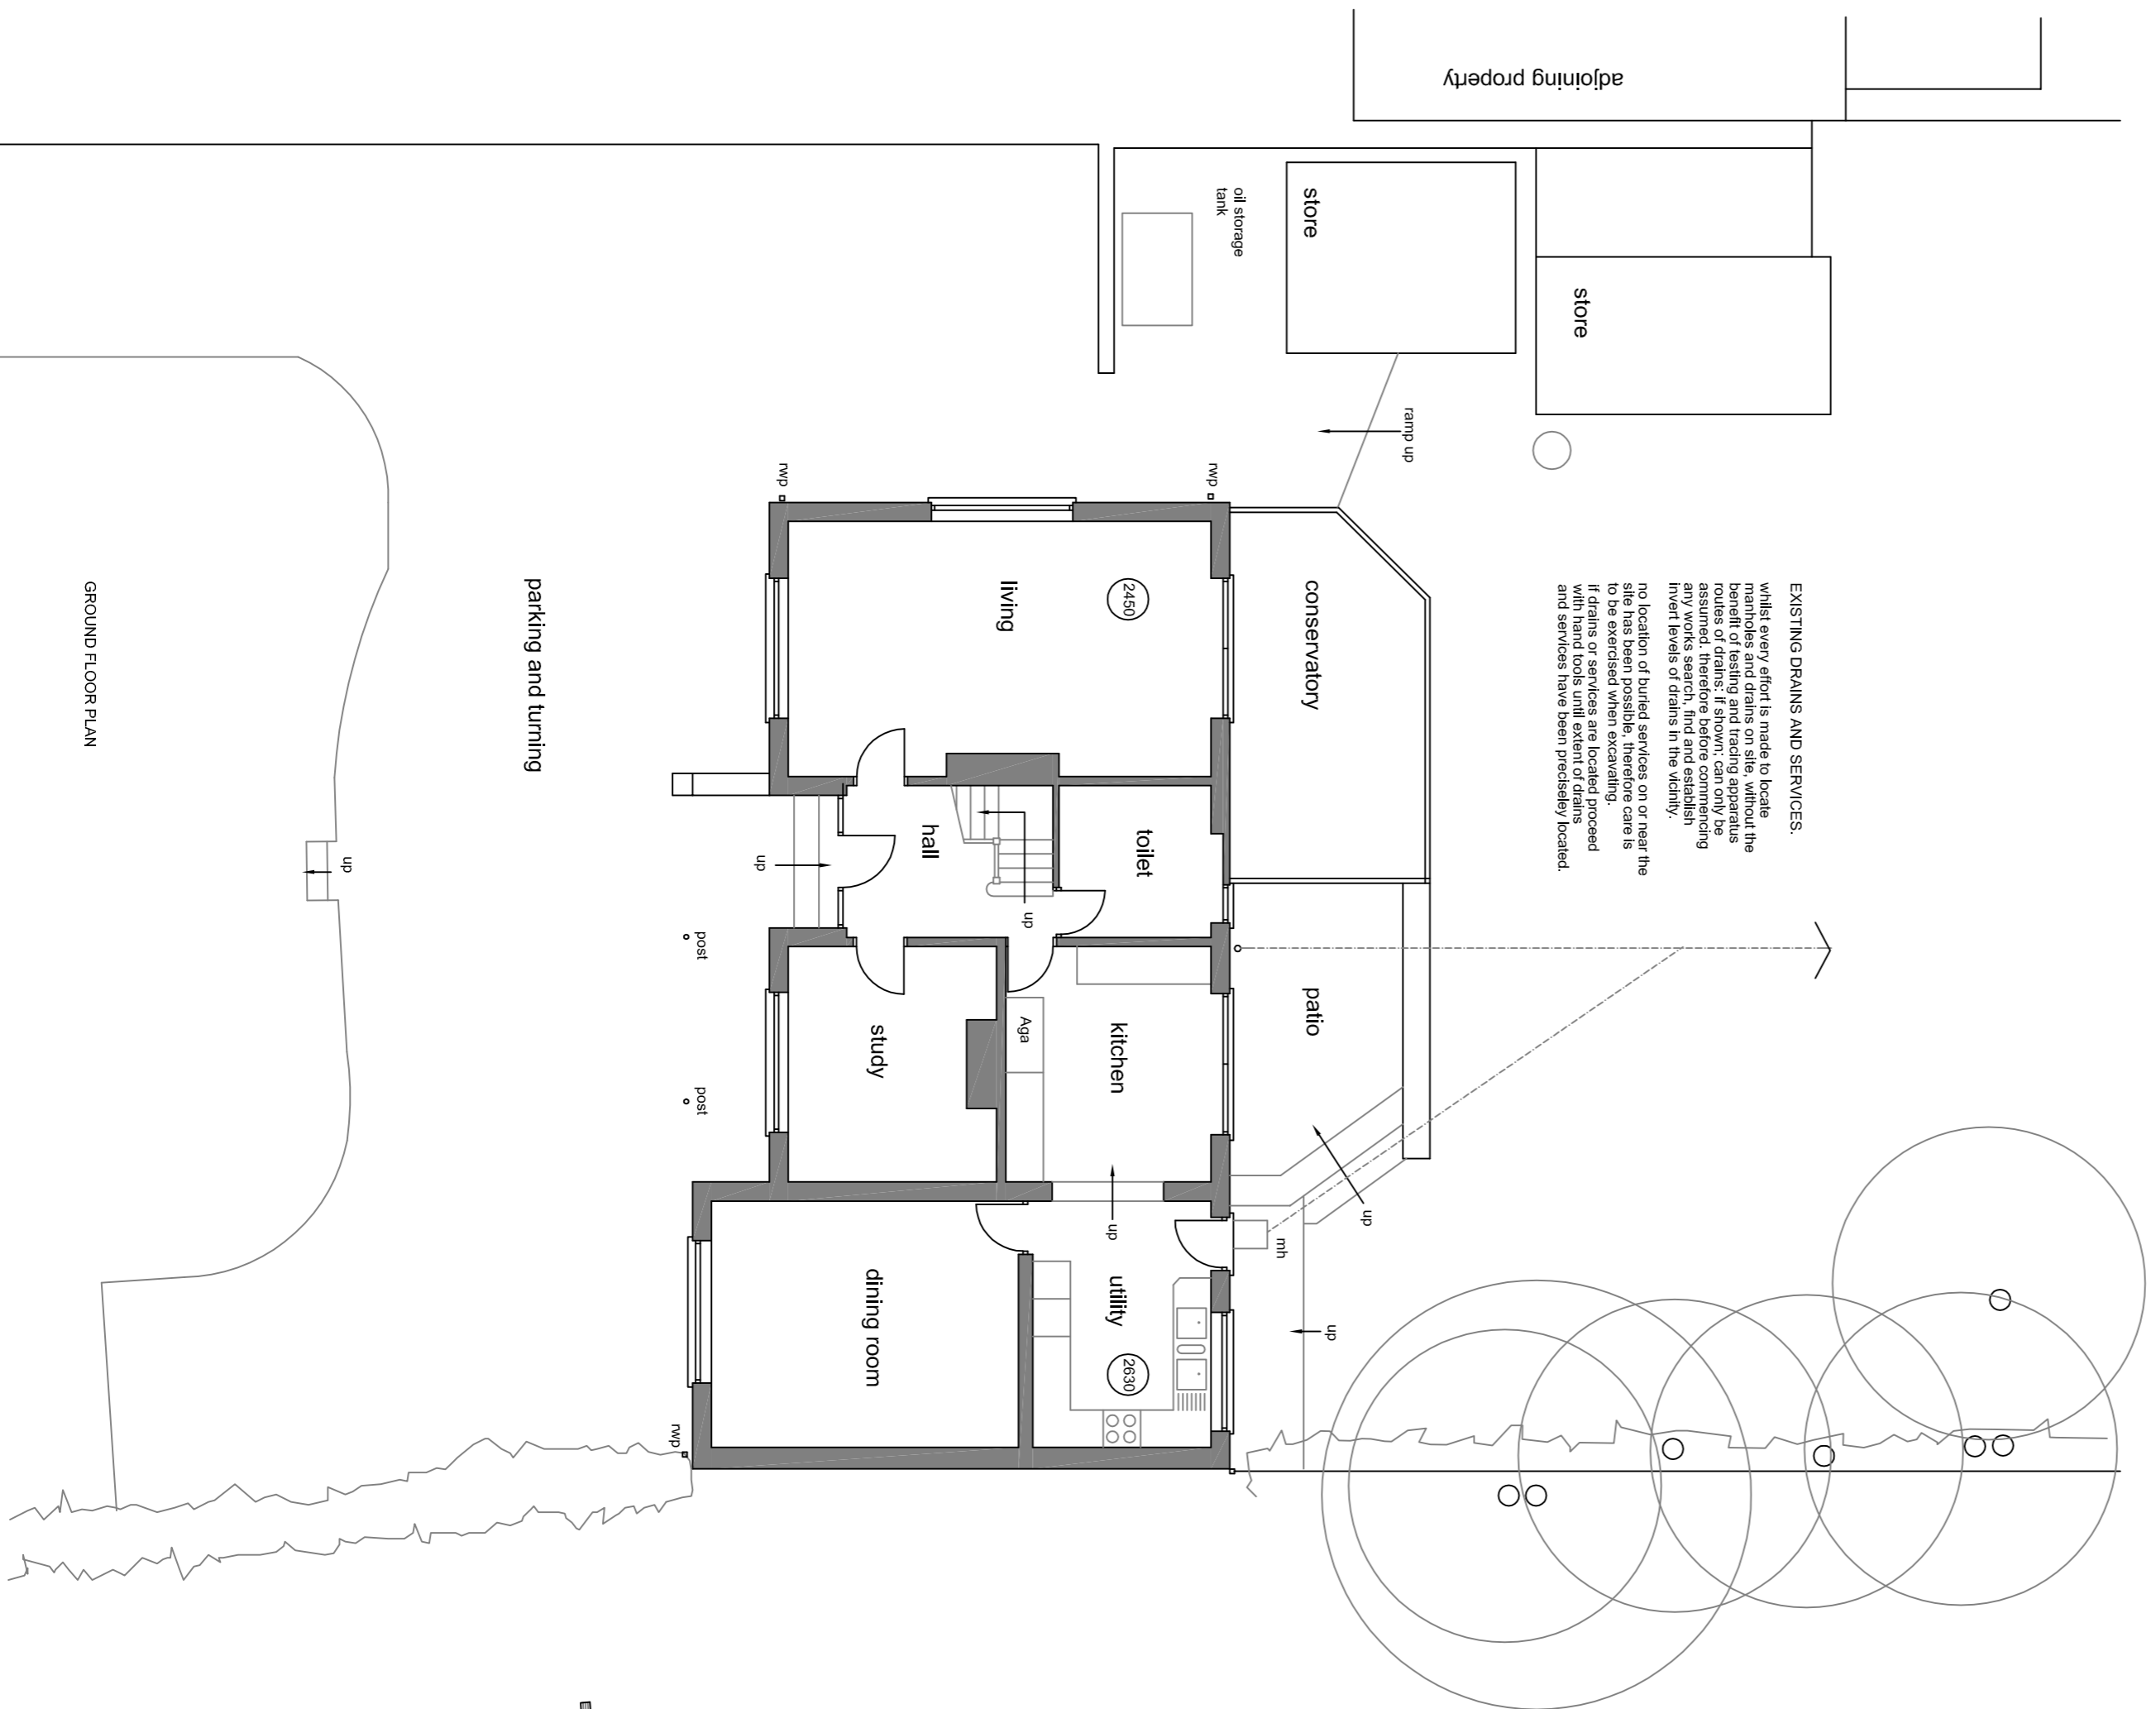 adjoining property
EXISTING DRAINS AND SERVICES.
whilst every effort is made to locate
manholes and drains on site, without the
benefit of testing and tracing apparatus
routes of drains: if shown: can only be
assumed. therefore before commencing
any works search, find and establish
invert levels of drains in the vicinity.
no location of buried services on or near the
site has been possible, therefore care is
to be exercised when excavating.
if drains or services are located proceed
with hand tools until extent of drains
and services have been preciseley located.
store
store
oil storage
tank
ramp up
rwp
rwp
conservatory
patio
up
mh
up
2450
living
toilet
hall
up
up
kitchen
Aga
study
up
utility
2630
dining room
post
post
rwp
parking and turning
up
GROUND FLOOR PLAN